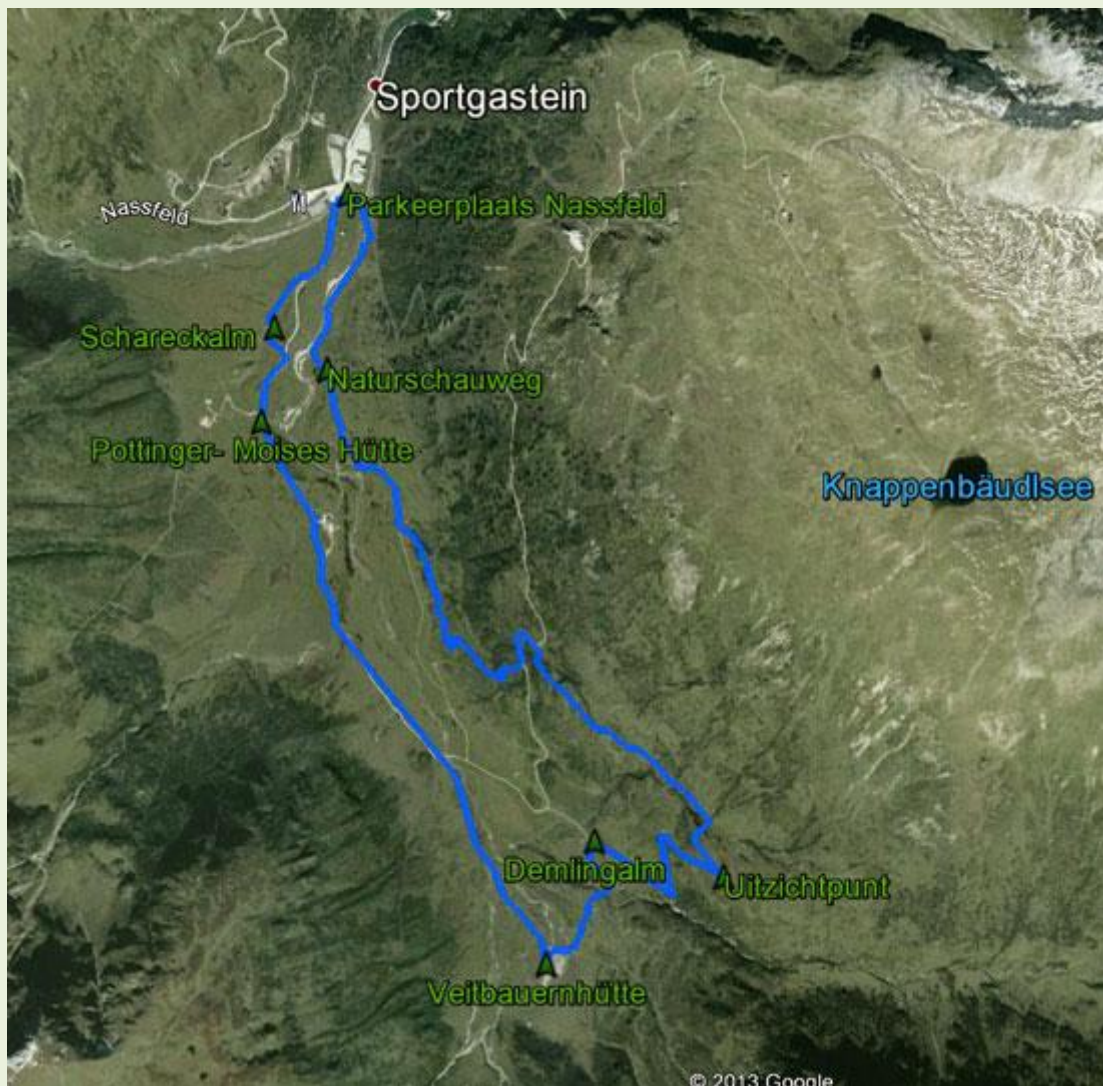 Sportgastein
Nassfeld
Parkeerplaats Nassfeld
Schareckalm
Naturschauweg
Pottinger- Moises Hütte
Knappenbäudlsee
Demlingalm
Uitzichtpunt
Veitbauernhütte
© 2013 Google